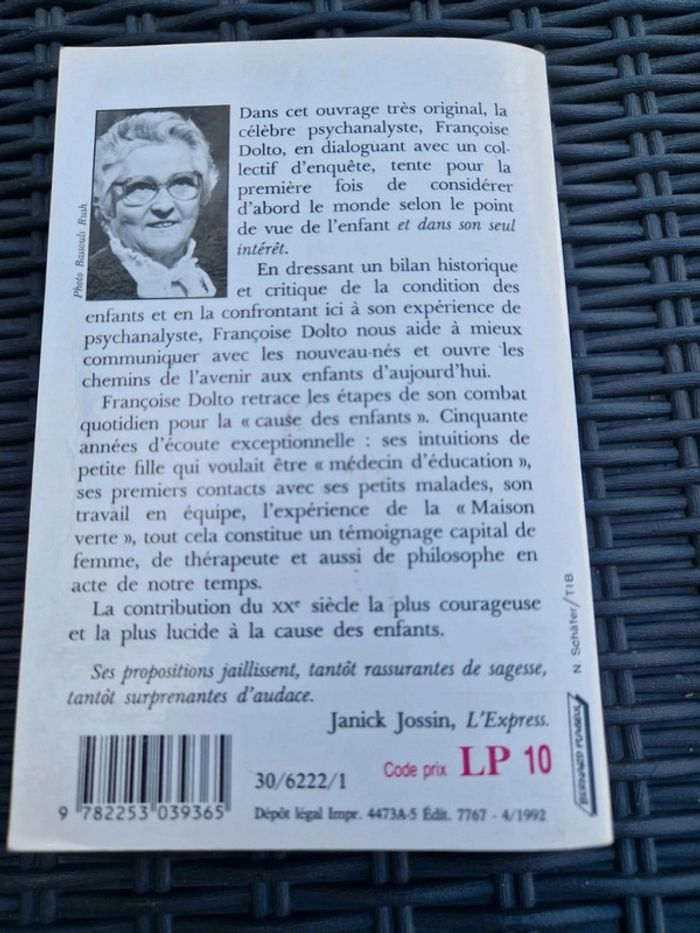 Dans cet ouvrage très original, la
célèbre psychanalyste, Françoise
Dolto, en dialoguant avec un col-
lectif d'enquête, tente pour la
première fois de considérer
d'abord le monde selon le point
de vue de l'enfant et dans son seul
intérêt.
Photo Bassouls Rush
En dressant un bilan historique
et critique de la condition des
enfants et en la confrontant ici à son expérience de
psychanalyste, Françoise Dolto nous aide à mieux
communiquer avec les nouveau-nés et ouvre les
chemins de l'avenir aux enfants d'aujourd'hui.
Françoise Dolto retrace les étapes de son combat
quotidien pour la « cause des enfants ». Cinquante
années d'écoute exceptionnelle : ses intuitions de
petite fille qui voulait être « médecin d'éducation »,
ses premiers contacts avec ses petits malades, son
travail en équipe, l'expérience de la « Maison
verte », tout cela constitue un témoignage capital de
femme, de thérapeute et aussi de philosophe en
acte de notre temps.
La contribution du XXe siècle la plus courageuse
et la plus lucide à la cause des enfants.
Ses propositions jaillissent, tantôt rassurantes de sagesse,
tantôt surprenantes d'audace.
Janick Jossin, L'Express.
N. Schäfer/TIB
30/6222/1
Code prix LP 10
9 782253 039365
Dépôt légal Impr. 4473A-5 Édit. 7767 - 4/1992